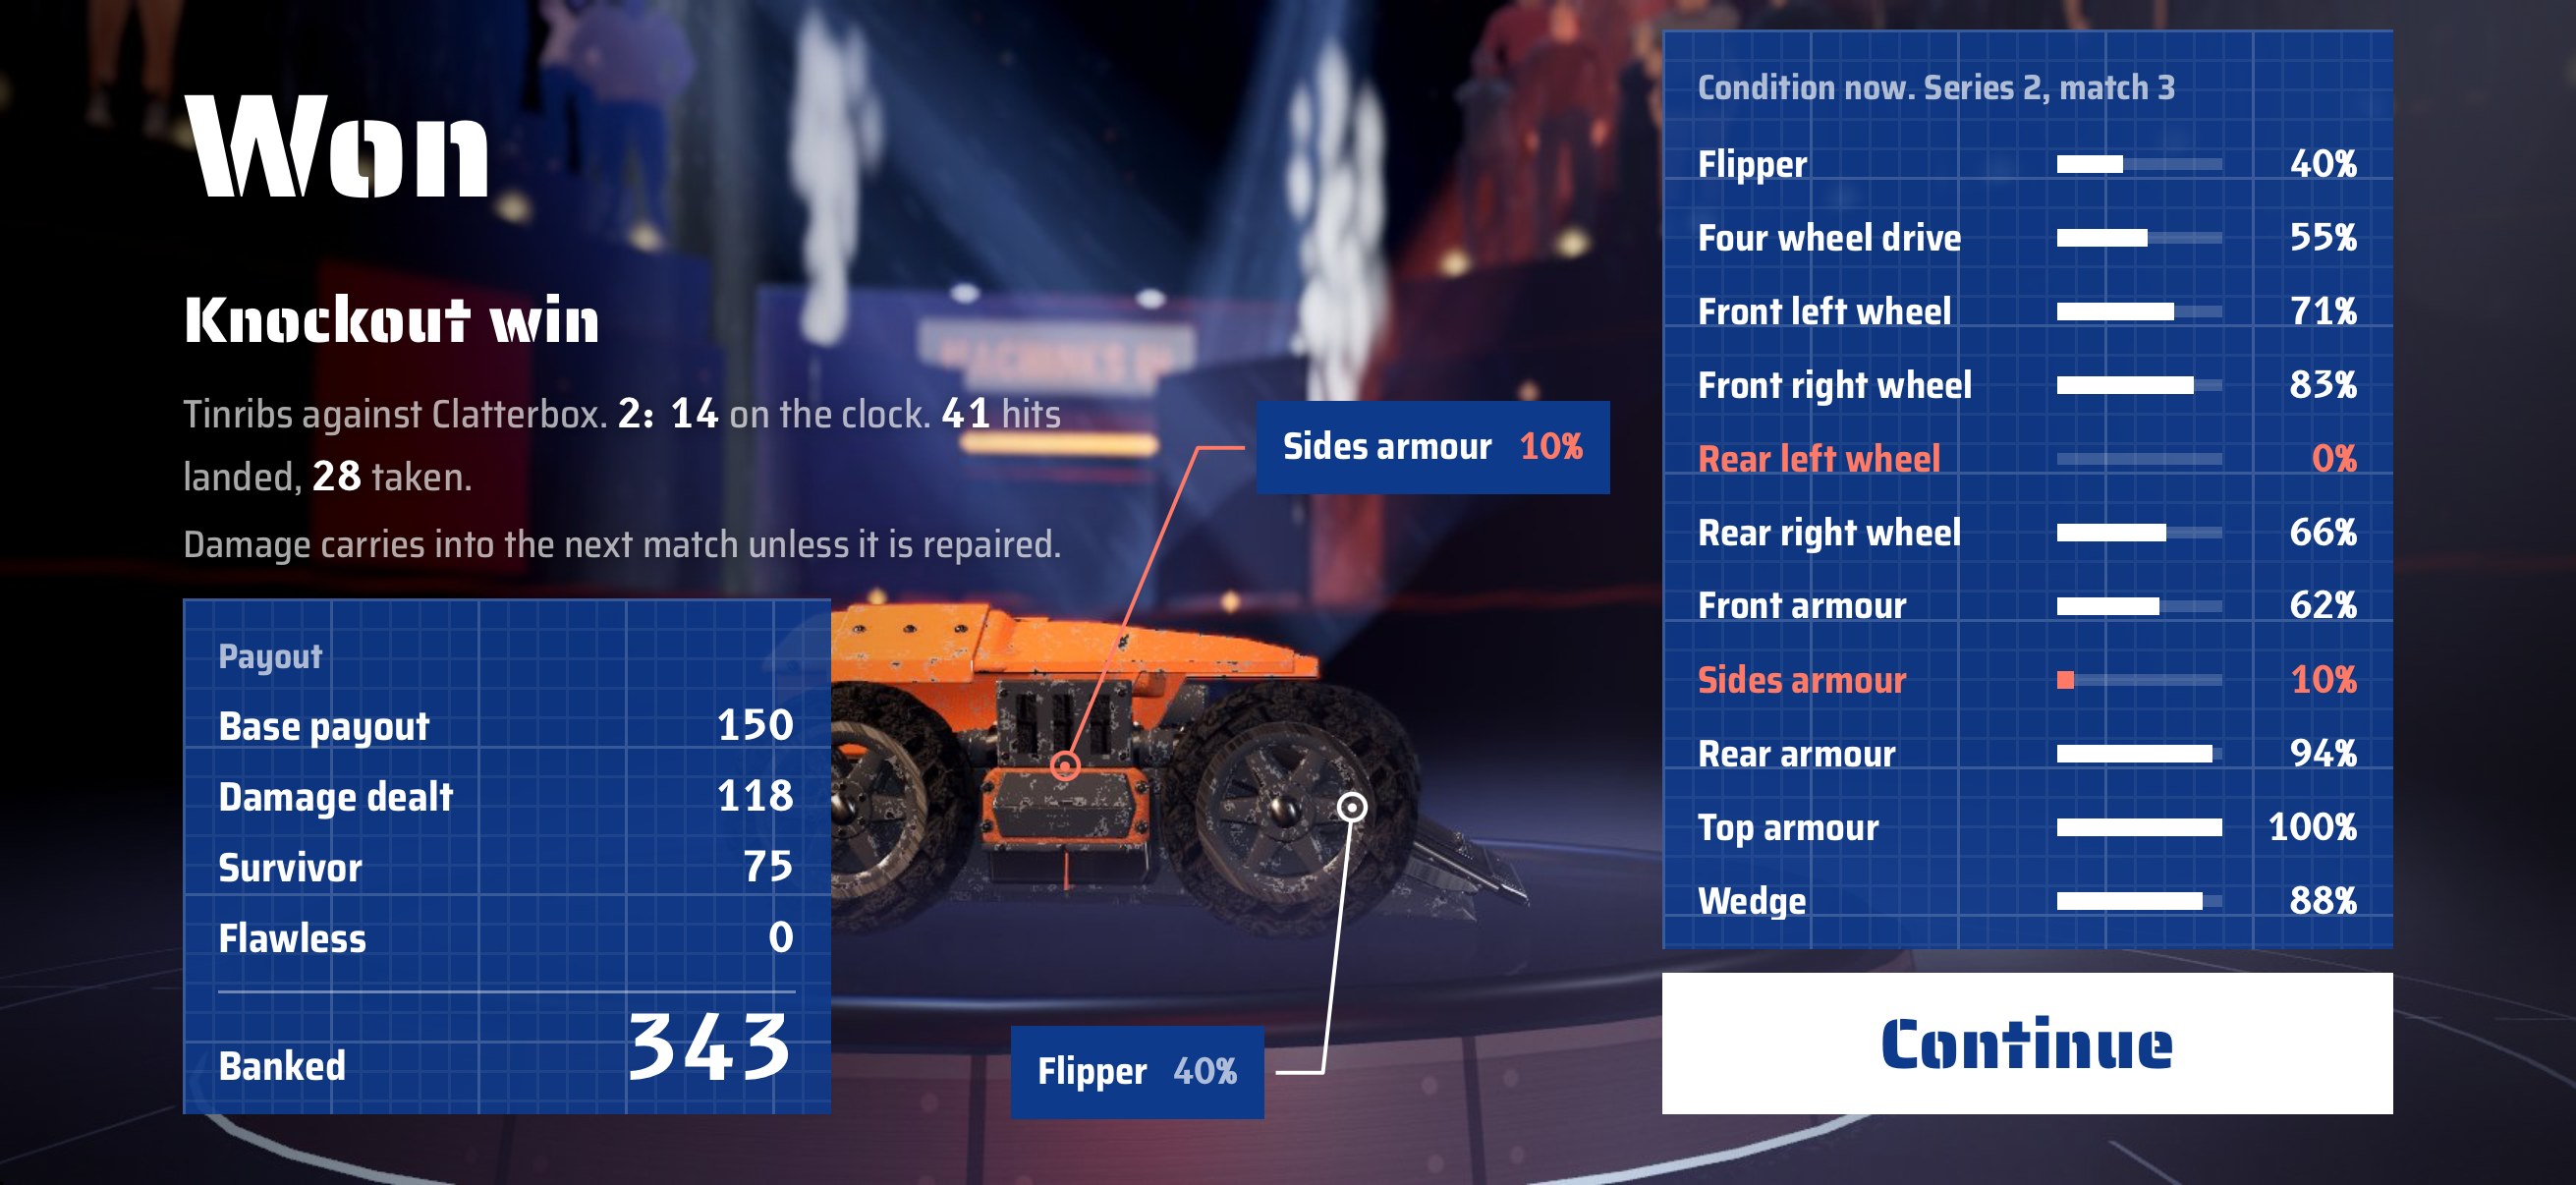 Won
Knockout win
Tinribs against Clatterbox. 2: 14 on the clock. 41 hits
landed, 28 taken.
Damage carries into the next match unless it is repaired.
Payout
Base payout 150
Damage dealt 118
Survivor 75
Flawless 0
Banked 343
Sides armour 10%
Flipper 40%
Condition now. Series 2, match 3
Flipper 40%
Four wheel drive 55%
Front left wheel 71%
Front right wheel 83%
Rear left wheel 0%
Rear right wheel 66%
Front armour 62%
Sides armour 10%
Rear armour 94%
Top armour 100%
Wedge 88%
Continue